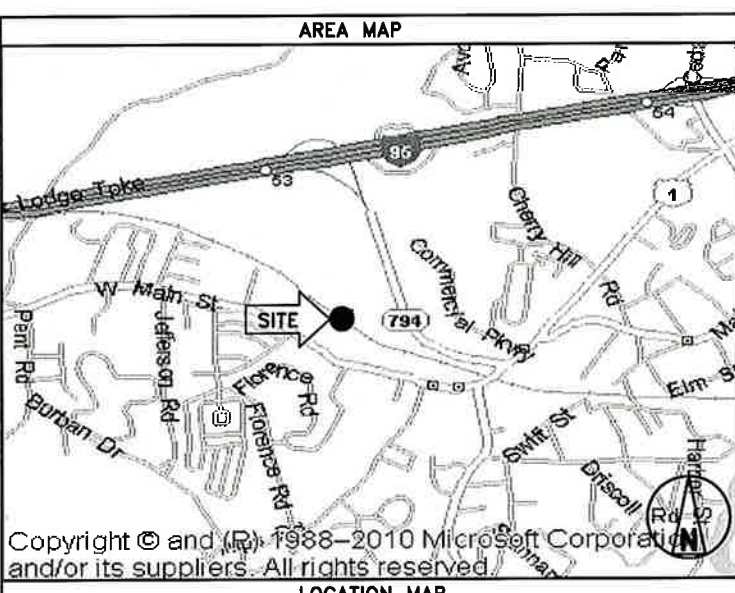 AREA MAP
Ave
54
95
53
Lodge Tpke
1
Cherry Hill Rd
Commercial Pkwy
W Main St
SITE
794
Jefferson Rd
Florence Rd
Elm St
Burban Dr
Florence Rd
Swift St
Driscoll
Rd
N
Copyright © and (P) 1988–2010 Microsoft Corporation
and/or its suppliers. All rights reserved
LOCATION MAP